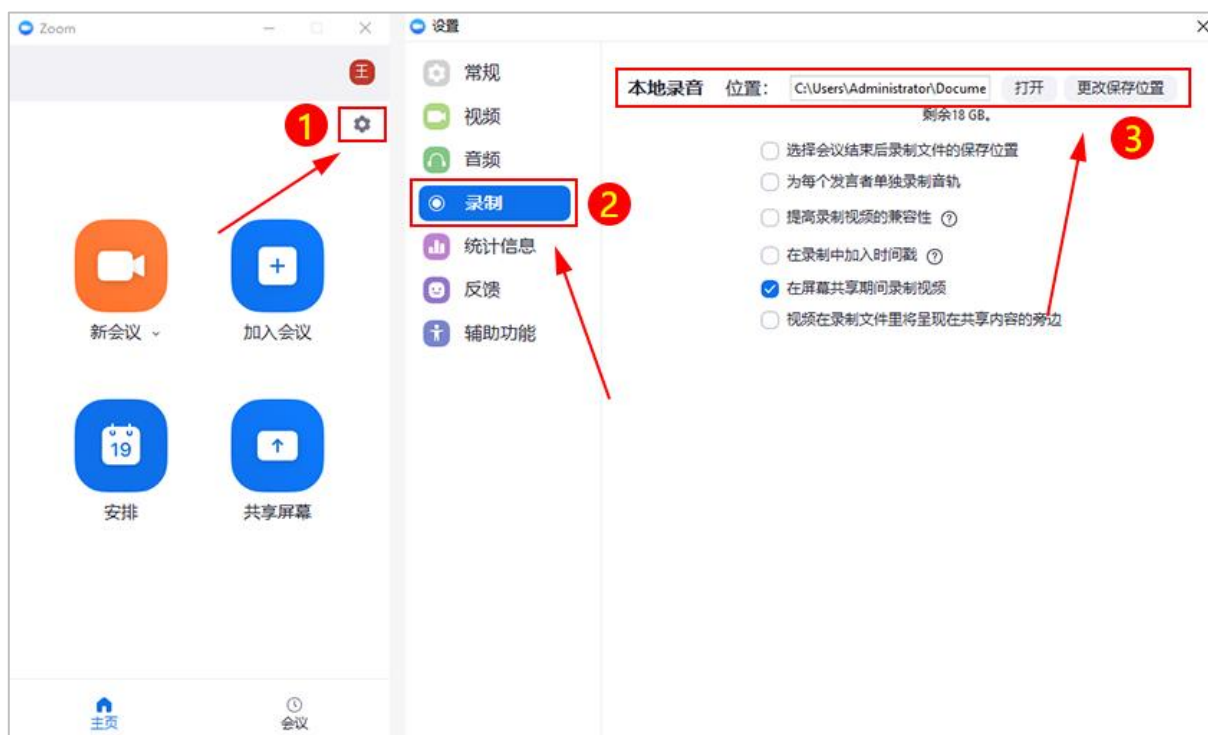 Zoom
王
1
新会议
加入会议
19
安排
共享屏幕
主页
会议
设置
常规
视频
音频
录制
2
统计信息
反馈
辅助功能
本地录音 位置: C:\Users\Administrator\Docume 打开 更改保存位置
剩余18 GB。
3
选择会议结束后录制文件的保存位置
为每个发言者单独录制音轨
提高录制视频的兼容性 ?
在录制中加入时间戳 ?
在屏幕共享期间录制视频
视频在录制文件里将呈现在共享内容的旁边